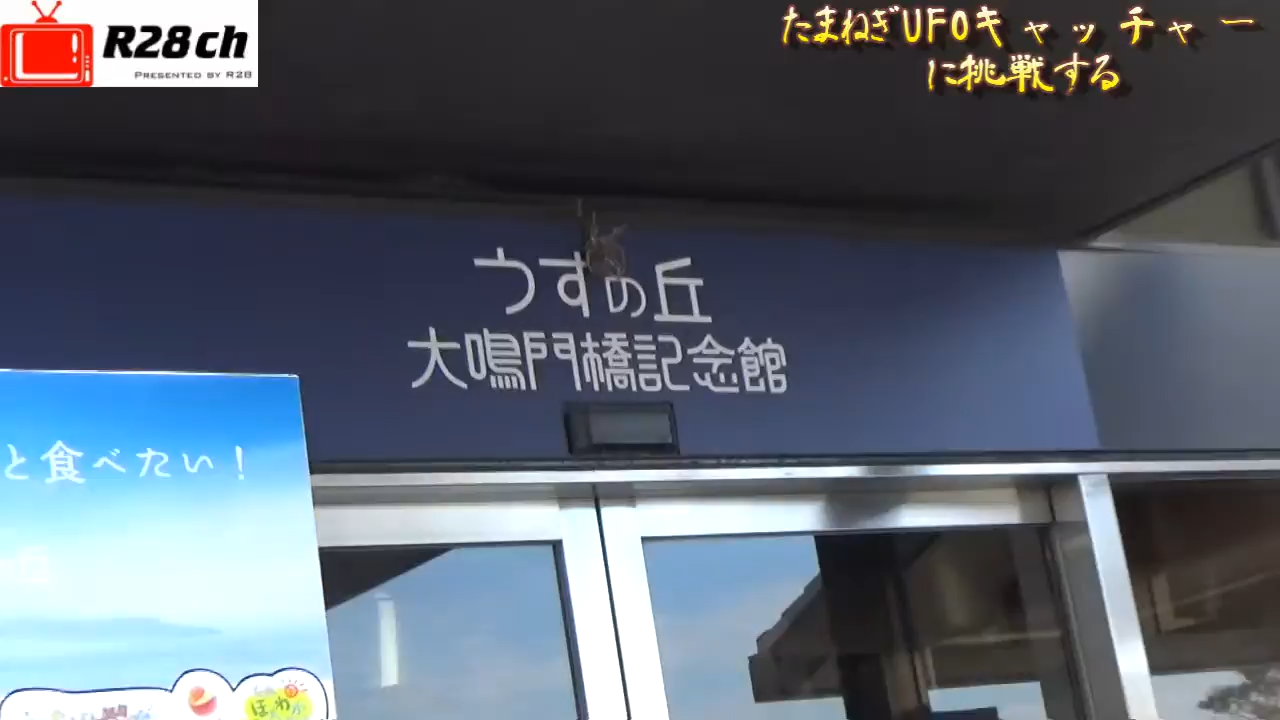 R28ch
PRESENTED BY R28
たまねぎUFOキャッチャー
に挑戦する
うずの丘
大鳴門橋記念館
と食べたい！